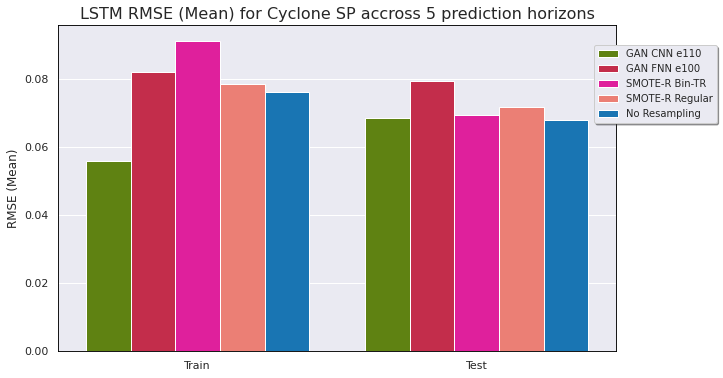 LSTM RMSE (Mean) for Cyclone SP accross 5 prediction horizons
GAN CNN e110
GAN FNN e100
SMOTE-R Bin-TR
SMOTE-R Regular
No Resampling
RMSE (Mean)
0.08
0.06
0.04
0.02
0.00
Train
Test